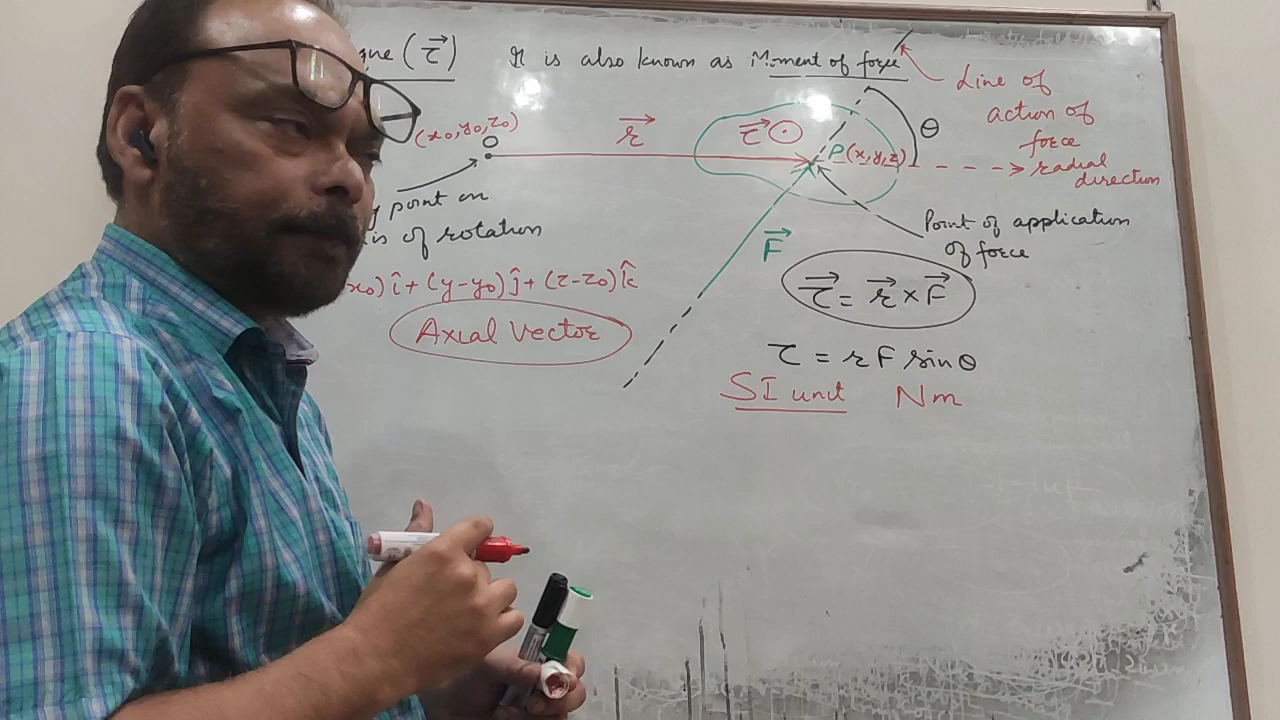 que (τ⃗) It is also known as Moment of force
Line of
action of
force
(x₀,y₀,z₀)
O
r⃗
τ⃗ ⊙
P(x,y,z)
θ
radial
direction
y point on
is of rotation
F⃗
Point of application
of force
x₀) î + (y-y₀) ĵ + (z-z₀) k̂
Axial Vector
τ⃗ = r⃗ × F⃗
τ = r F sin θ
SI unit Nm